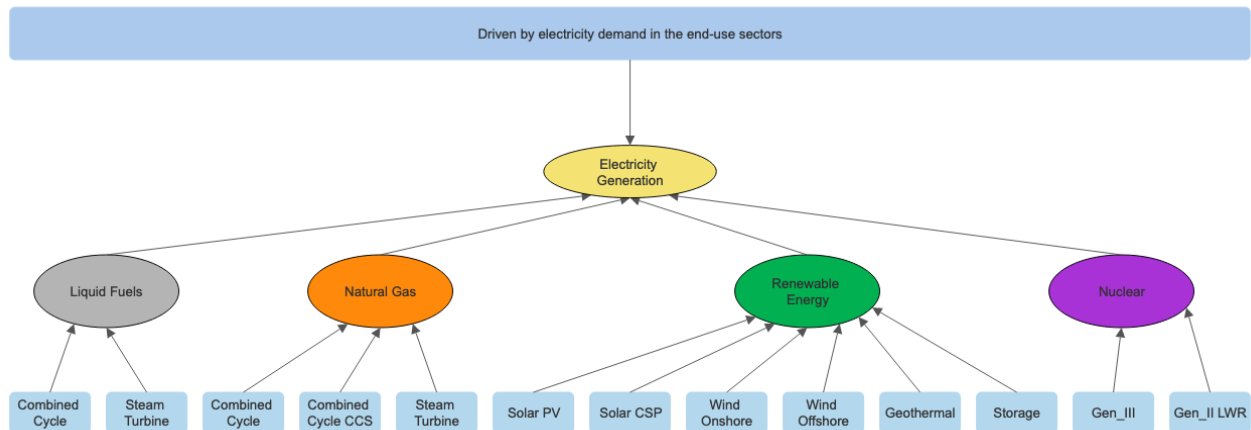 Driven by electricity demand in the end-use sectors
Electricity
Generation
Liquid Fuels
Natural Gas
Renewable
Energy
Nuclear
Combined
Cycle
Steam
Turbine
Combined
Cycle
Combined
Cycle CCS
Steam
Turbine
Solar PV
Solar CSP
Wind
Onshore
Wind
Offshore
Geothermal
Storage
Gen_III
Gen_II LWR